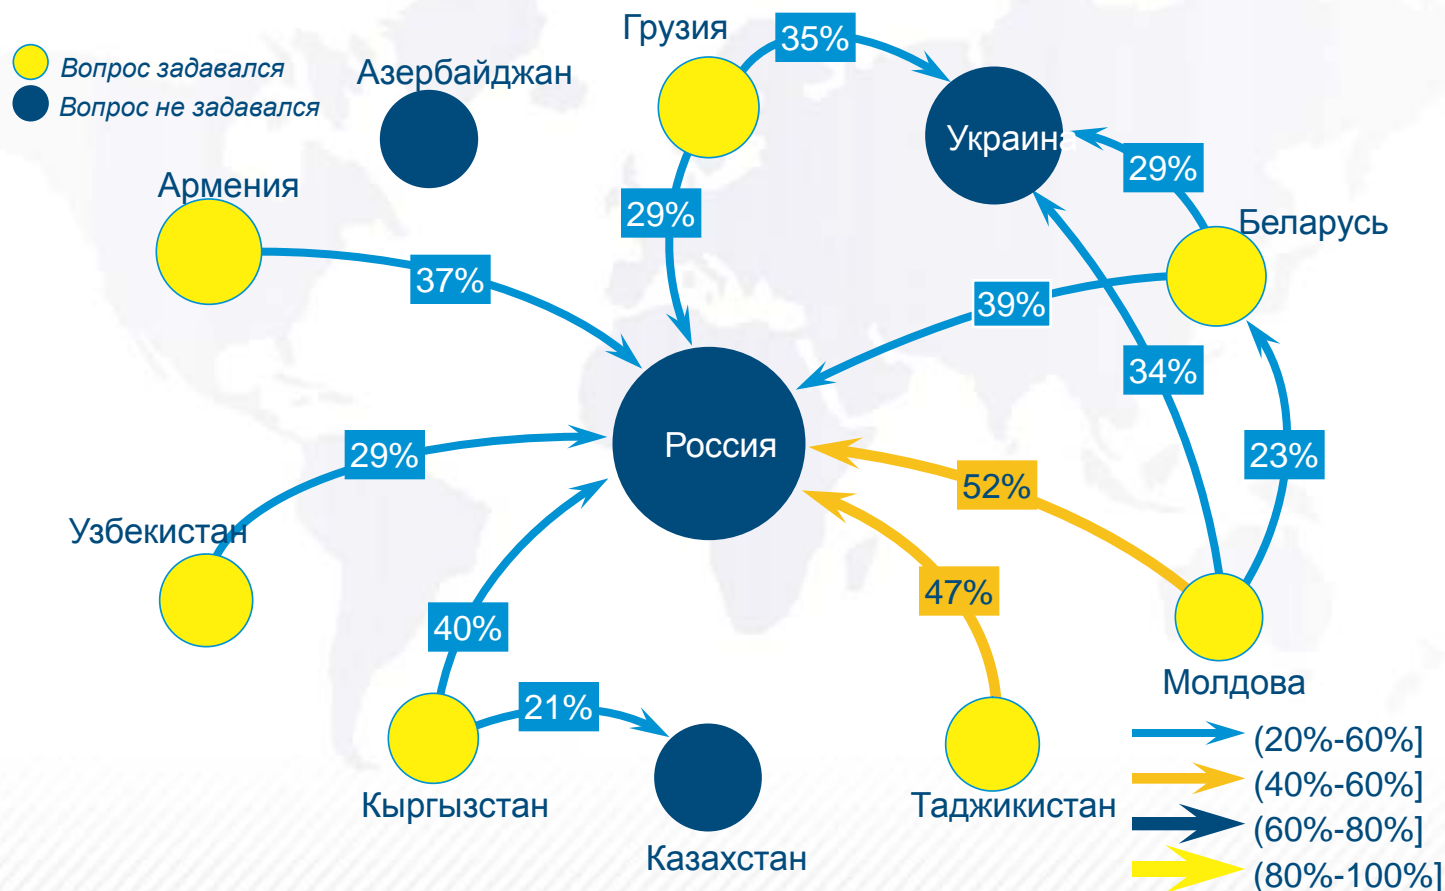 Вопрос задавался
Вопрос не задавался
Азербайджан
Грузия
35%
Украина
Армения
29%
29%
Беларусь
37%
39%
34%
Россия
29%
52%
23%
Узбекистан
47%
40%
21%
Молдова
Кыргызстан
Казахстан
Таджикистан
(20%-60%]
(40%-60%]
(60%-80%]
(80%-100%]